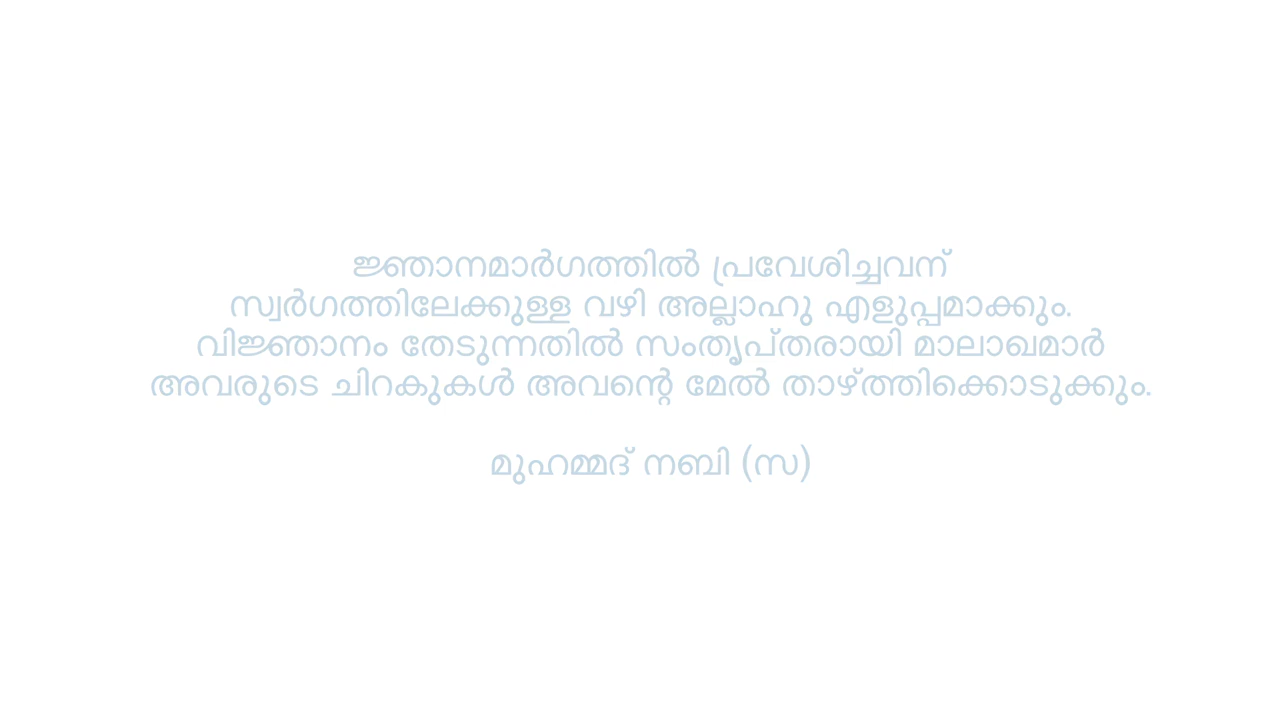 ജ്ഞാനമാർഗത്തിൽ പ്രവേശിച്ചവന്
സ്വർഗത്തിലേക്കുള്ള വഴി അല്ലാഹു എളുപ്പമാക്കും.
വിജ്ഞാനം തേടുന്നതിൽ സംതൃപ്തരായി മാലാഖമാർ
അവരുടെ ചിറകുകൾ അവന്റെ മേൽ താഴ്ത്തിക്കൊടുക്കും.
മുഹമ്മദ് നബി (സ)